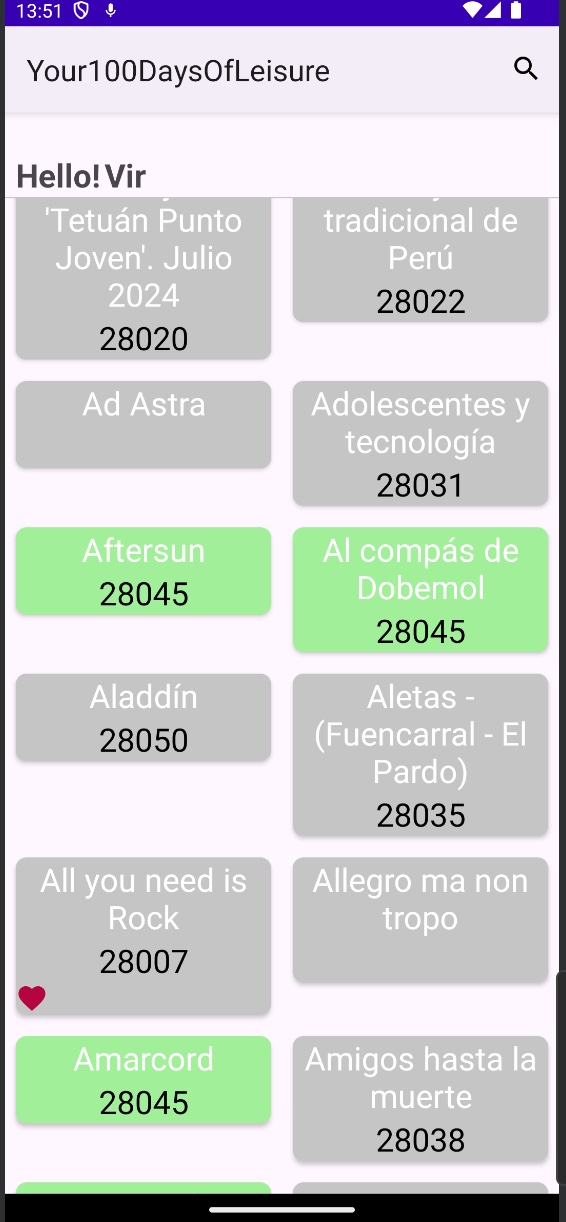 13:51
Your100DaysOfLeisure
Hello! Vir
'Tetuán Punto
Joven'. Julio
2024
28020
tradicional de
Perú
28022
Ad Astra
Adolescentes y
tecnología
28031
Aftersun
28045
Al compás de
Dobemol
28045
Aladdín
28050
Aletas -
(Fuencarral - El
Pardo)
28035
All you need is
Rock
28007
Allegro ma non
tropo
Amarcord
28045
Amigos hasta la
muerte
28038